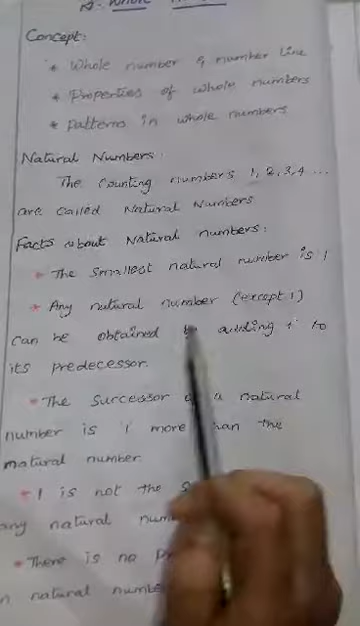 2. Whole
Concept:
* Whole number & number line
* Properties of whole numbers
* Patterns in whole numbers
Natural Numbers:
The Counting numbers 1, 2, 3, 4 ...
are called Natural Numbers
Facts about Natural numbers:
* The Smallest natural number is 1
* Any natural number (except 1)
can be obtained adding 1 to
its predecessor.
* The Successor of a natural
number is 1 more than the
natural number.
* 1 is not the
any natural
* There is no
natural